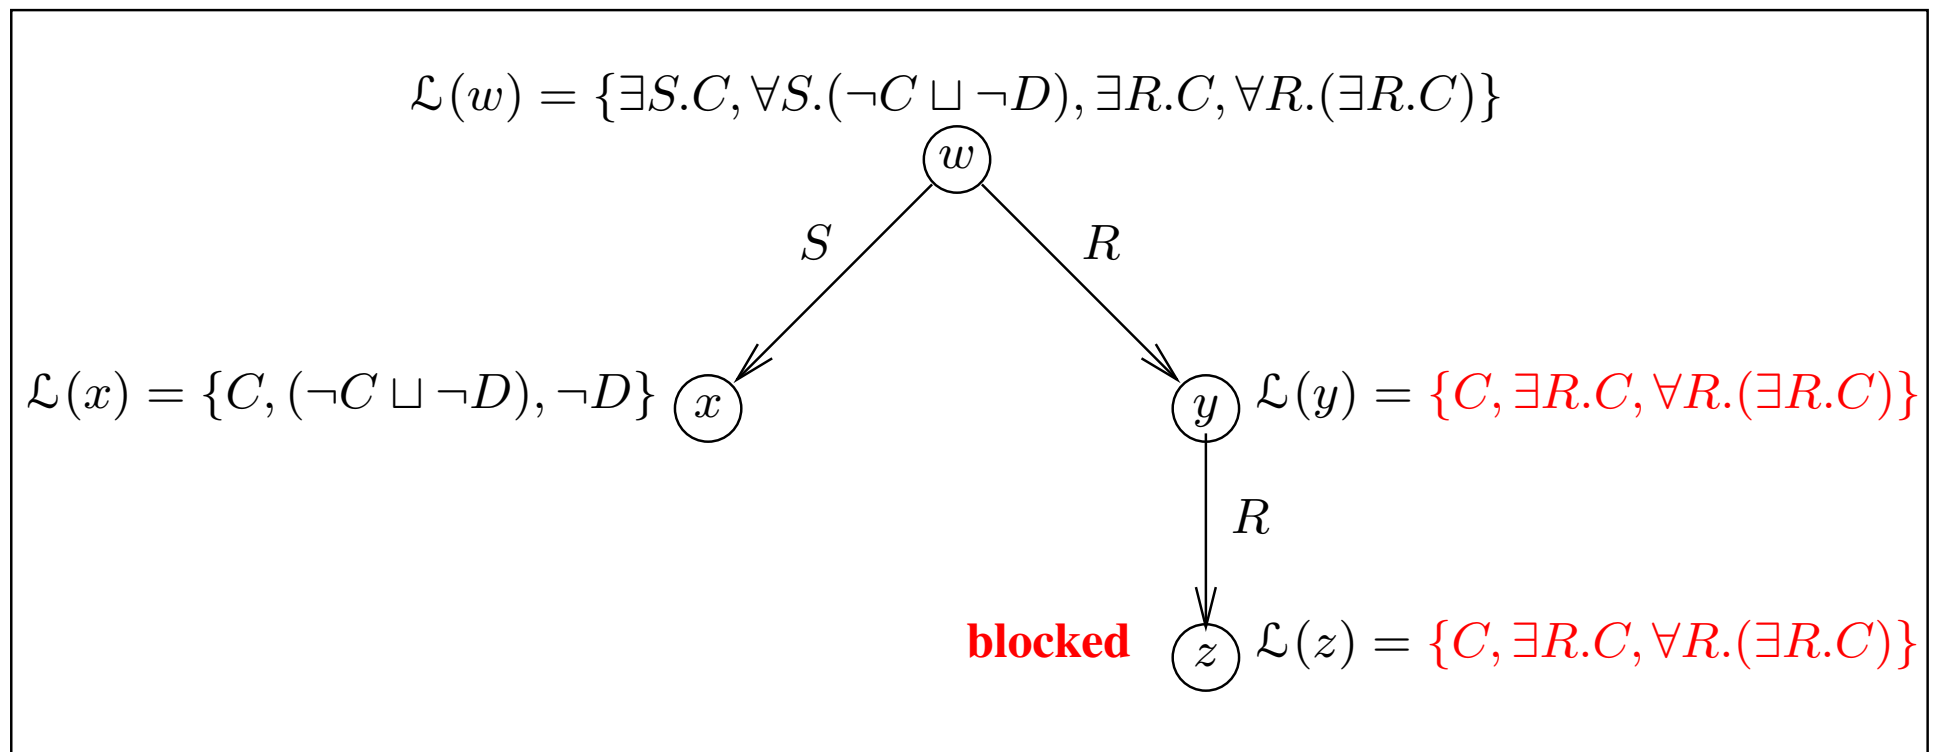 ℒ(w) = {∃S.C, ∀S.(¬C ⊔ ¬D), ∃R.C, ∀R.(∃R.C)}
w
S R
ℒ(x) = {C, (¬C ⊔ ¬D), ¬D} x y ℒ(y) = {C, ∃R.C, ∀R.(∃R.C)}
R
blocked z ℒ(z) = {C, ∃R.C, ∀R.(∃R.C)}